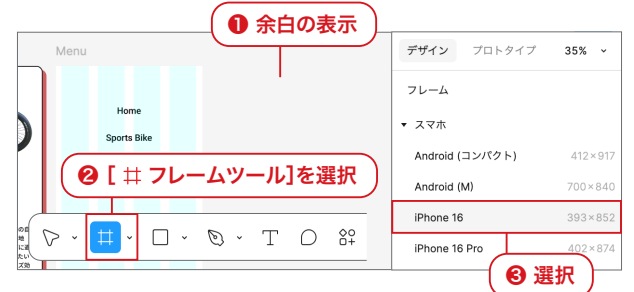 ❶ 余白の表示
Menu
Home
Sports Bike
❷ [ フレームツール]を選択
デザイン プロトタイプ 35%
フレーム
スマホ
Android (コンパクト) 412×917
Android (M) 700×840
iPhone 16 393×852
iPhone 16 Pro 402×874
❸ 選択